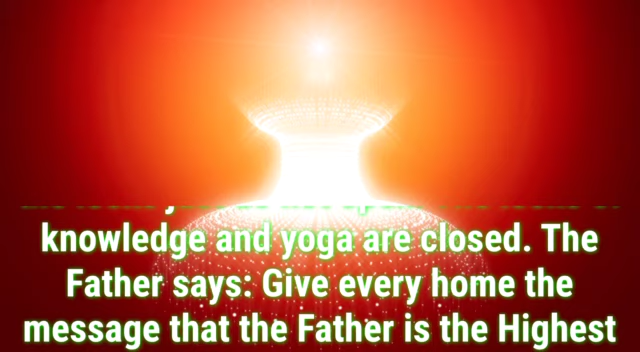 knowledge and yoga are closed. The
Father says: Give every home the
message that the Father is the Highest